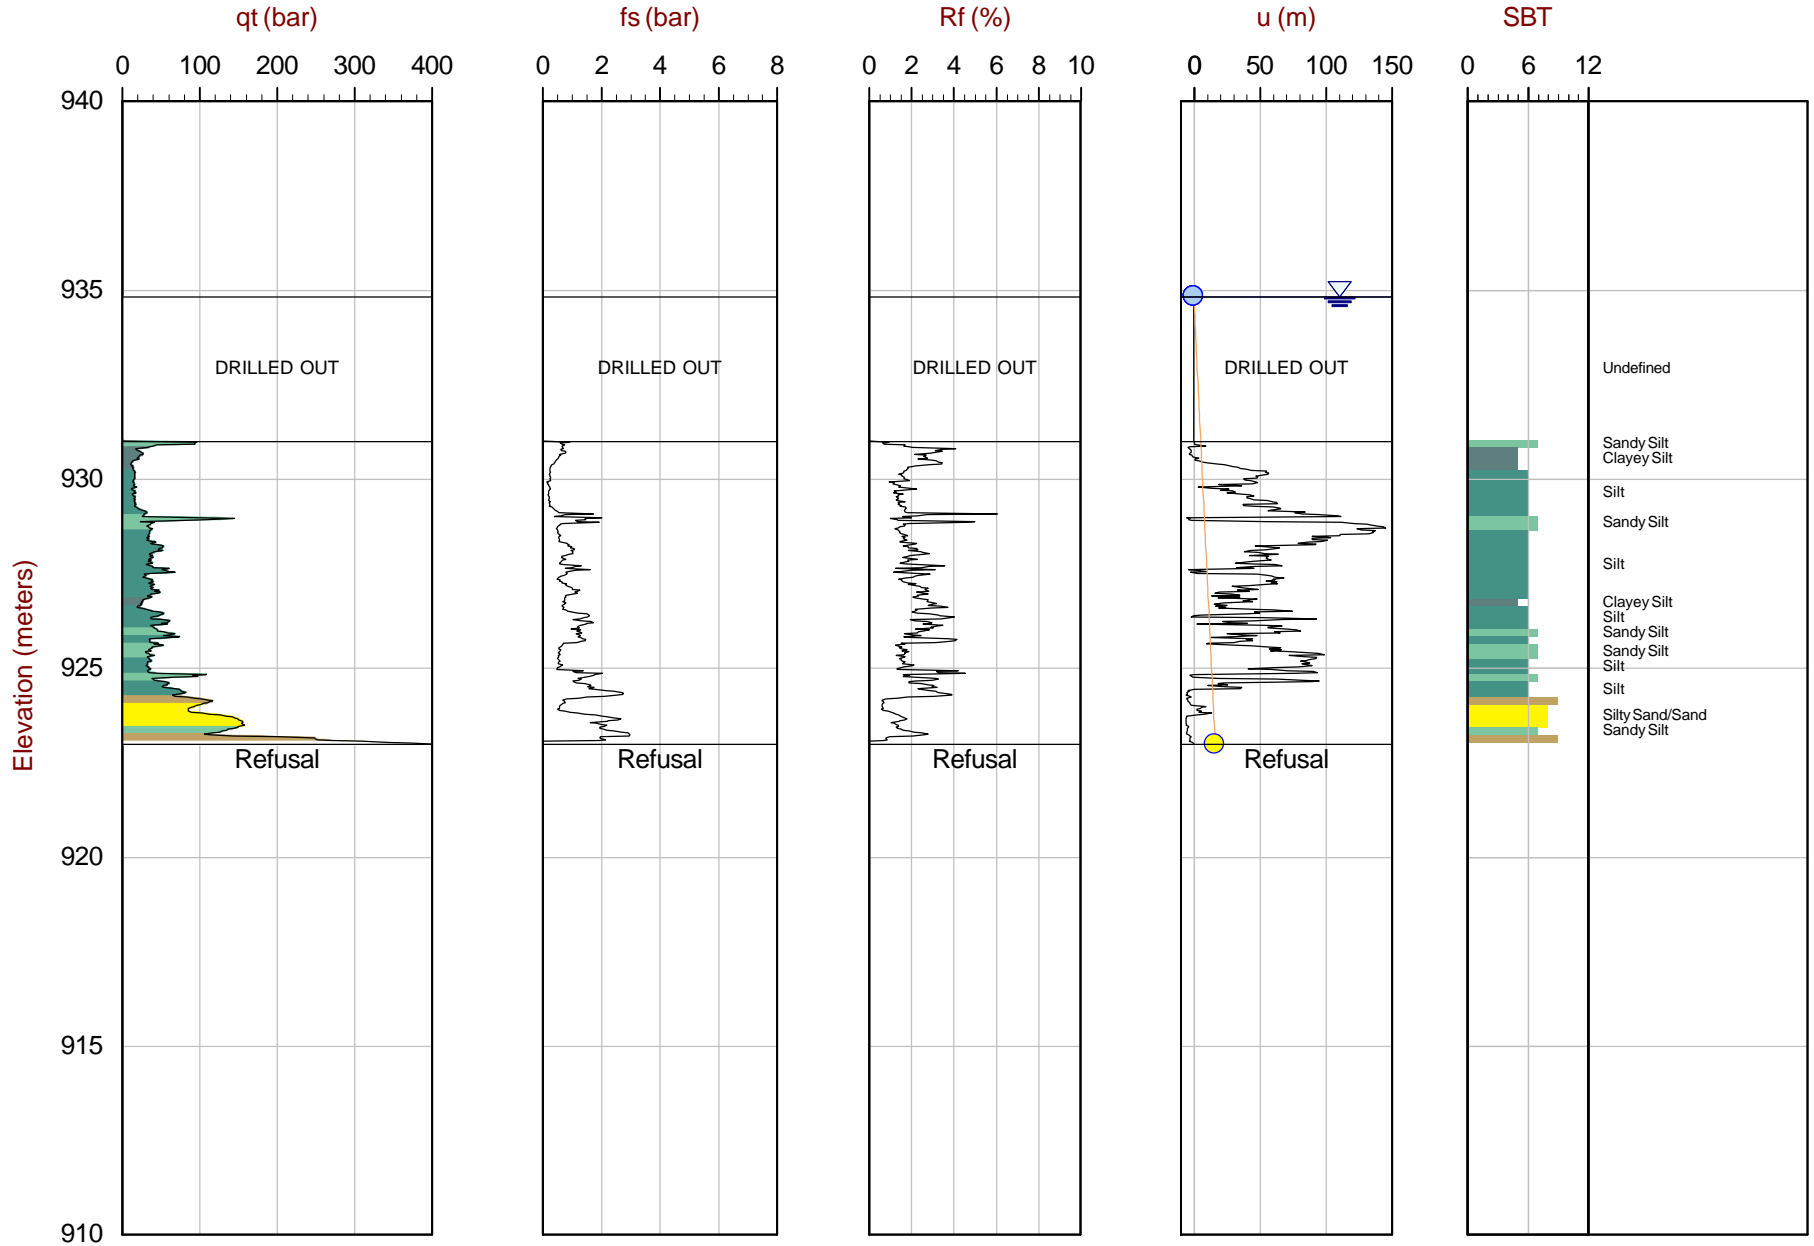 qt (bar) fs (bar) Rf (%) u (m) SBT
0 100 200 300 400 0 2 4 6 8 0 2 4 6 8 10 0 50 100 150 0 6 12
940
935
DRILLED OUT DRILLED OUT DRILLED OUT DRILLED OUT Undefined
Sandy Silt
Clayey Silt
930
Silt
Sandy Silt
Silt
Clayey Silt
Silt
Sandy Silt
Sandy Silt
925
Silt
Silt
Silty Sand/Sand
Sandy Silt
Refusal Refusal Refusal Refusal
920
915
910
Elevation (meters)